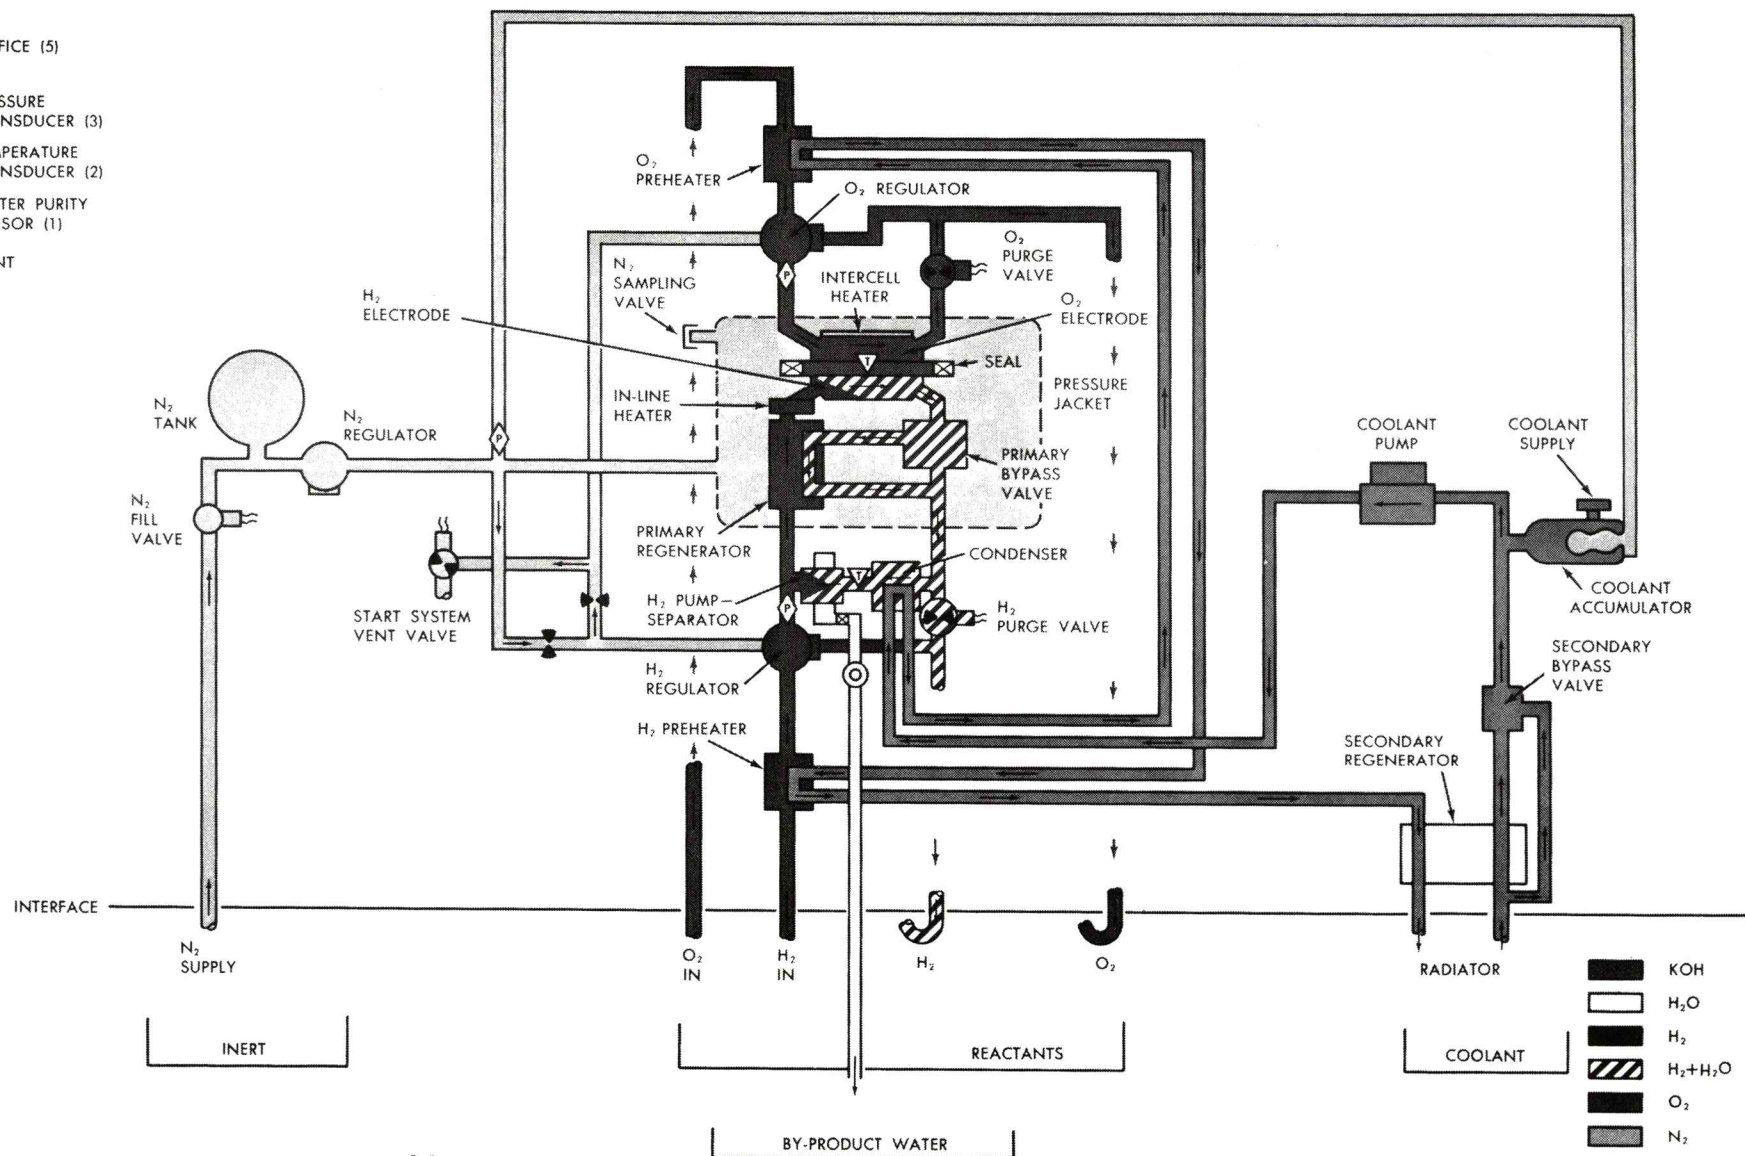 FICE (5)
SSURE
NSDUCER (3)
MPERATURE
NSDUCER (2)
TER PURITY
SOR (1)
NT
O₂
PREHEATER
O₂ REGULATOR
N₂
SAMPLING
VALVE
INTERCELL
HEATER
O₂
PURGE
VALVE
H₂
ELECTRODE
O₂
ELECTRODE
P
T
SEAL
PRESSURE
JACKET
IN-LINE
HEATER
N₂
TANK
N₂
REGULATOR
P
COOLANT
PUMP
COOLANT
SUPPLY
PRIMARY
BYPASS
VALVE
N₂
FILL
VALVE
PRIMARY
REGENERATOR
CONDENSER
COOLANT
ACCUMULATOR
T
P
START SYSTEM
VENT VALVE
H₂ PUMP—
SEPARATOR
H₂
PURGE VALVE
H₂
REGULATOR
SECONDARY
BYPASS
VALVE
H₂ PREHEATER
SECONDARY
REGENERATOR
INTERFACE
N₂
SUPPLY
O₂
IN
H₂
IN
H₂
O₂
RADIATOR
KOH
H₂O
H₂
H₂+H₂O
O₂
N₂
INERT
REACTANTS
COOLANT
BY-PRODUCT WATER